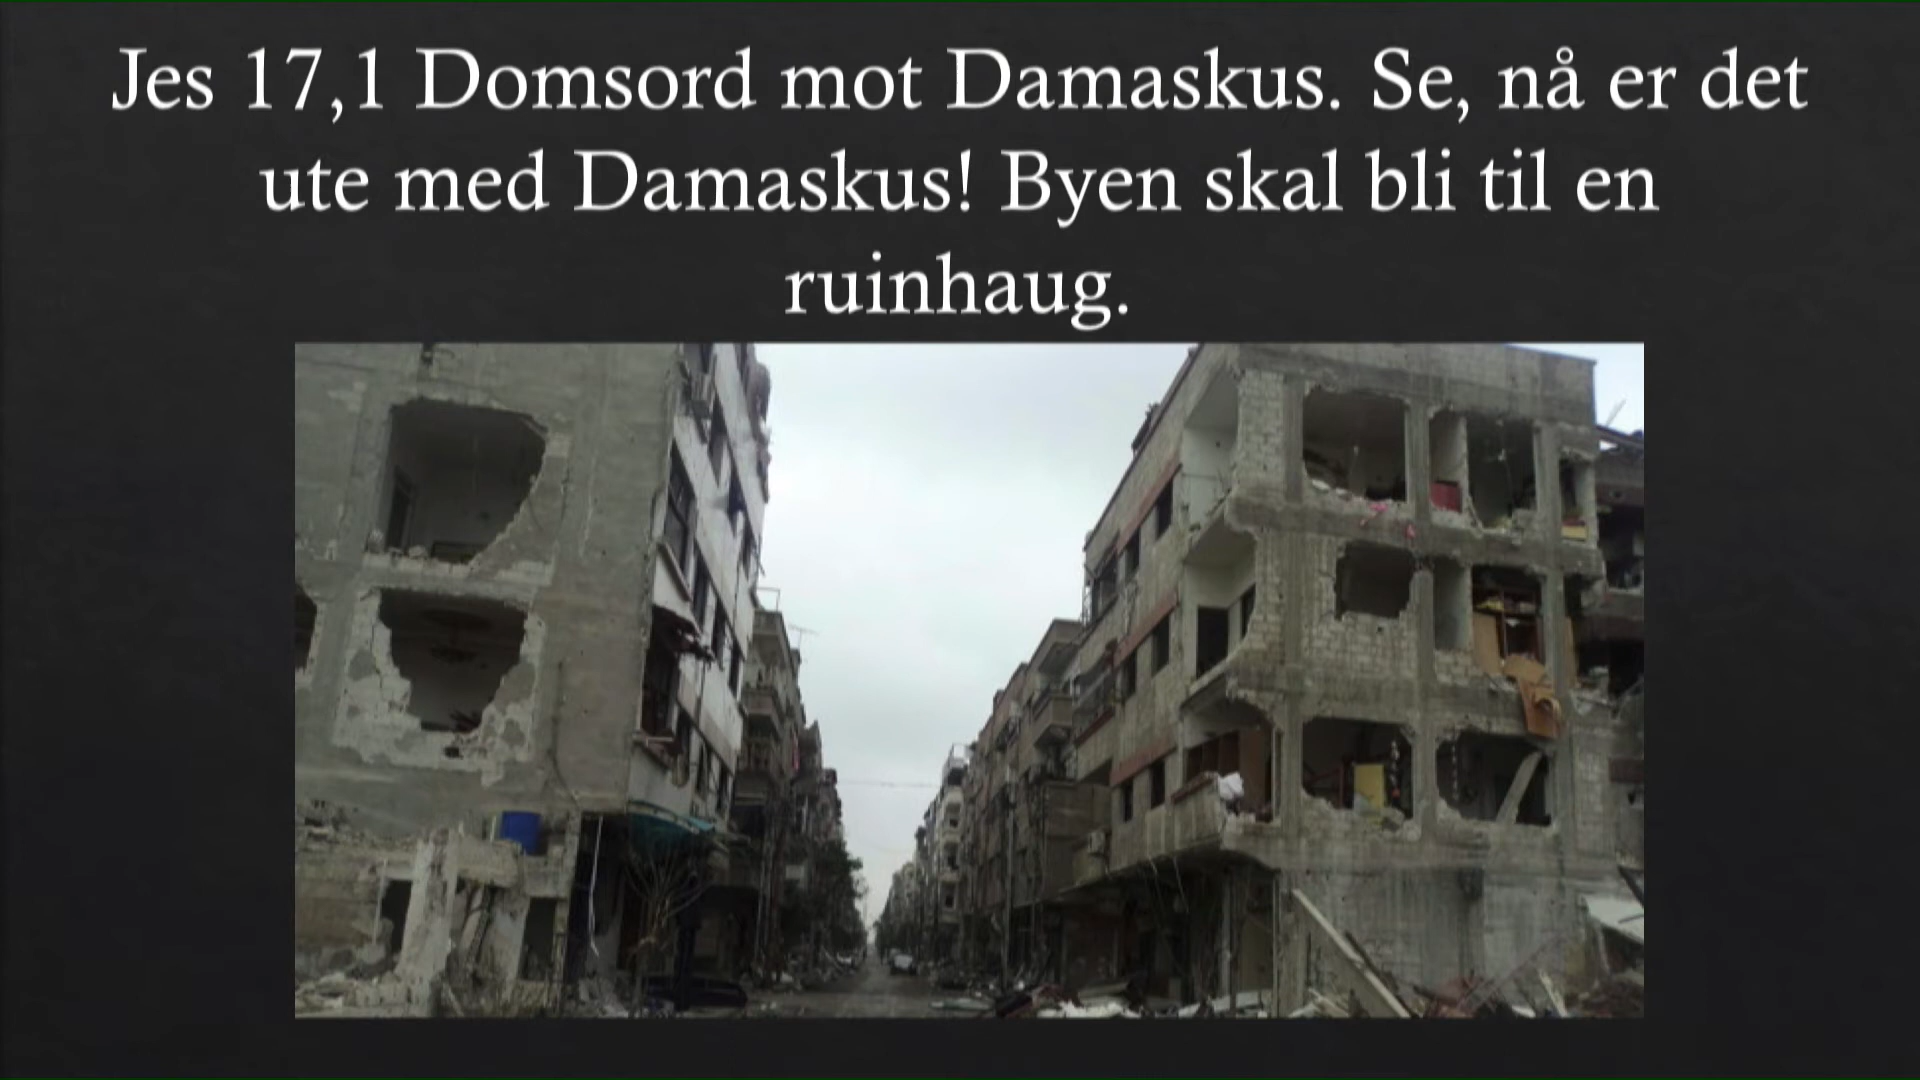 Jes 17,1 Domsord mot Damaskus. Se, nå er det
ute med Damaskus! Byen skal bli til en
ruinhaug.